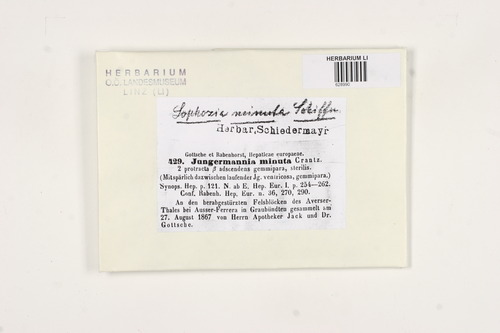 HERBARIUM
O.Ö. LANDESMUSEUM
LINZ (LI)
HERBARIUM LI
Lophozia minuta Schiffn.
Herbar, Schiedermayr
Gottsche et Rabenhorst, Hepaticae europaeae.
429. Jungermannia minuta Crantz.
2 protracta β adscendens gemmipara, sterilis.
(Mitspärlich dazwischen laufender Jg. ventricosa, gemmipara.)
Synops. Hep. p. 121. N. ab E. Hep. Eur. I. p. 254—262.
Conf. Rabenh. Hep. Eur. n. 36, 270, 290.
An den herabgestürzten Felsblöcken des Averser-
Thales bei Ausser-Ferrera in Graubündten gesammelt am
27. August 1867 von Herrn Apotheker Jack und Dr.
Gottsche.